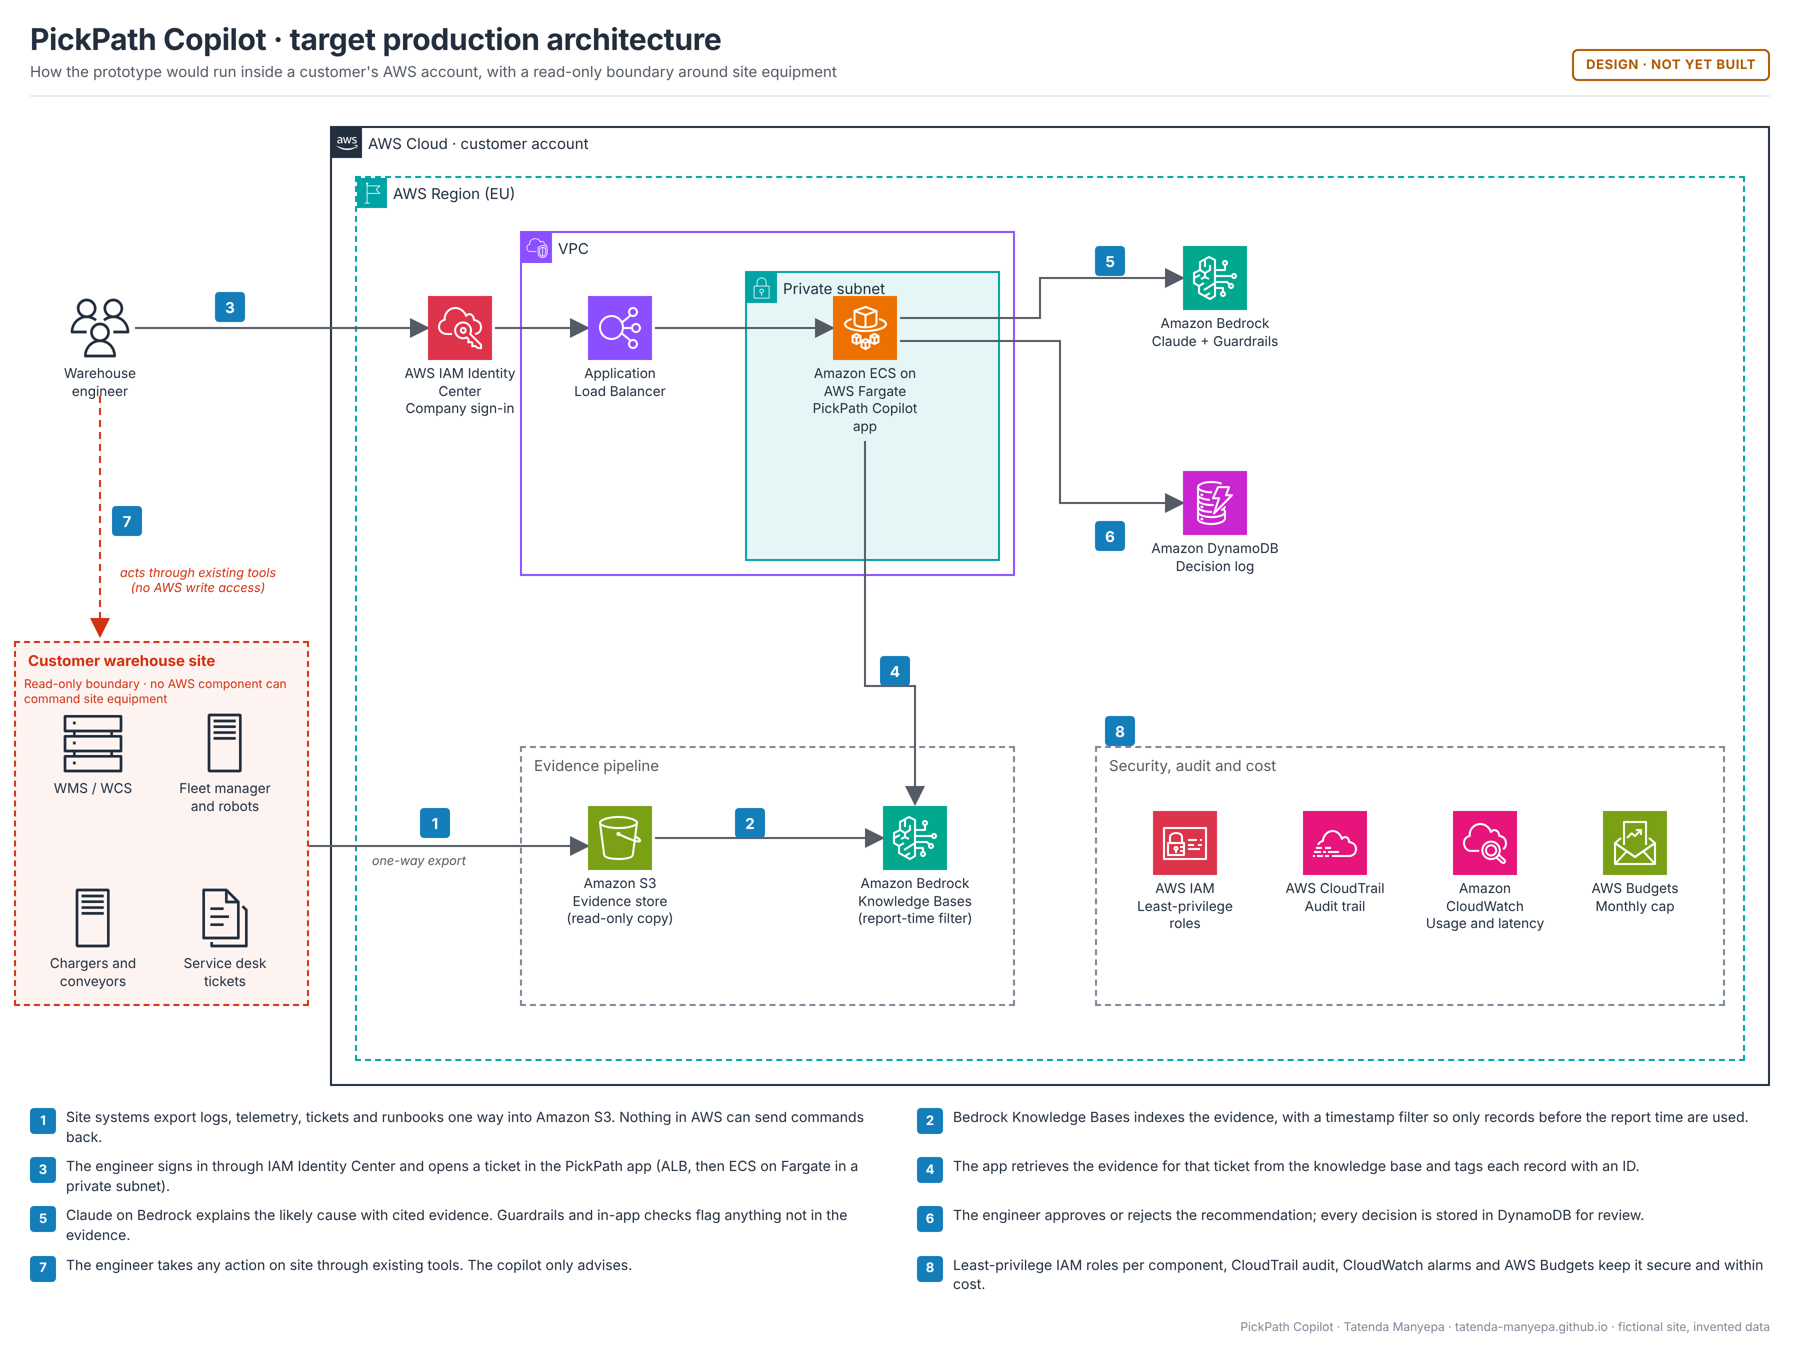 PickPath Copilot · target production architecture
How the prototype would run inside a customer's AWS account, with a read-only boundary around site equipment
DESIGN · NOT YET BUILT
aws
AWS Cloud · customer account
AWS Region (EU)
VPC
Private subnet
3
5
Warehouse
engineer
AWS IAM Identity
Center
Company sign-in
Application
Load Balancer
Amazon ECS on
AWS Fargate
PickPath Copilot
app
Amazon Bedrock
Claude + Guardrails
7
6
Amazon DynamoDB
Decision log
acts through existing tools
(no AWS write access)
Customer warehouse site
Read-only boundary · no AWS component can
command site equipment
WMS / WCS
Fleet manager
and robots
Chargers and
conveyors
Service desk
tickets
4
8
Evidence pipeline
1
one-way export
2
Amazon S3
Evidence store
(read-only copy)
Amazon Bedrock
Knowledge Bases
(report-time filter)
Security, audit and cost
AWS IAM
Least-privilege
roles
AWS CloudTrail
Audit trail
Amazon
CloudWatch
Usage and latency
AWS Budgets
Monthly cap
1 Site systems export logs, telemetry, tickets and runbooks one way into Amazon S3. Nothing in AWS can send commands
back.
2 Bedrock Knowledge Bases indexes the evidence, with a timestamp filter so only records before the report time are used.
3 The engineer signs in through IAM Identity Center and opens a ticket in the PickPath app (ALB, then ECS on Fargate in a
private subnet).
4 The app retrieves the evidence for that ticket from the knowledge base and tags each record with an ID.
5 Claude on Bedrock explains the likely cause with cited evidence. Guardrails and in-app checks flag anything not in the
evidence.
6 The engineer approves or rejects the recommendation; every decision is stored in DynamoDB for review.
7 The engineer takes any action on site through existing tools. The copilot only advises.
8 Least-privilege IAM roles per component, CloudTrail audit, CloudWatch alarms and AWS Budgets keep it secure and within
cost.
PickPath Copilot · Tatenda Manyepa · tatenda-manyepa.github.io · fictional site, invented data